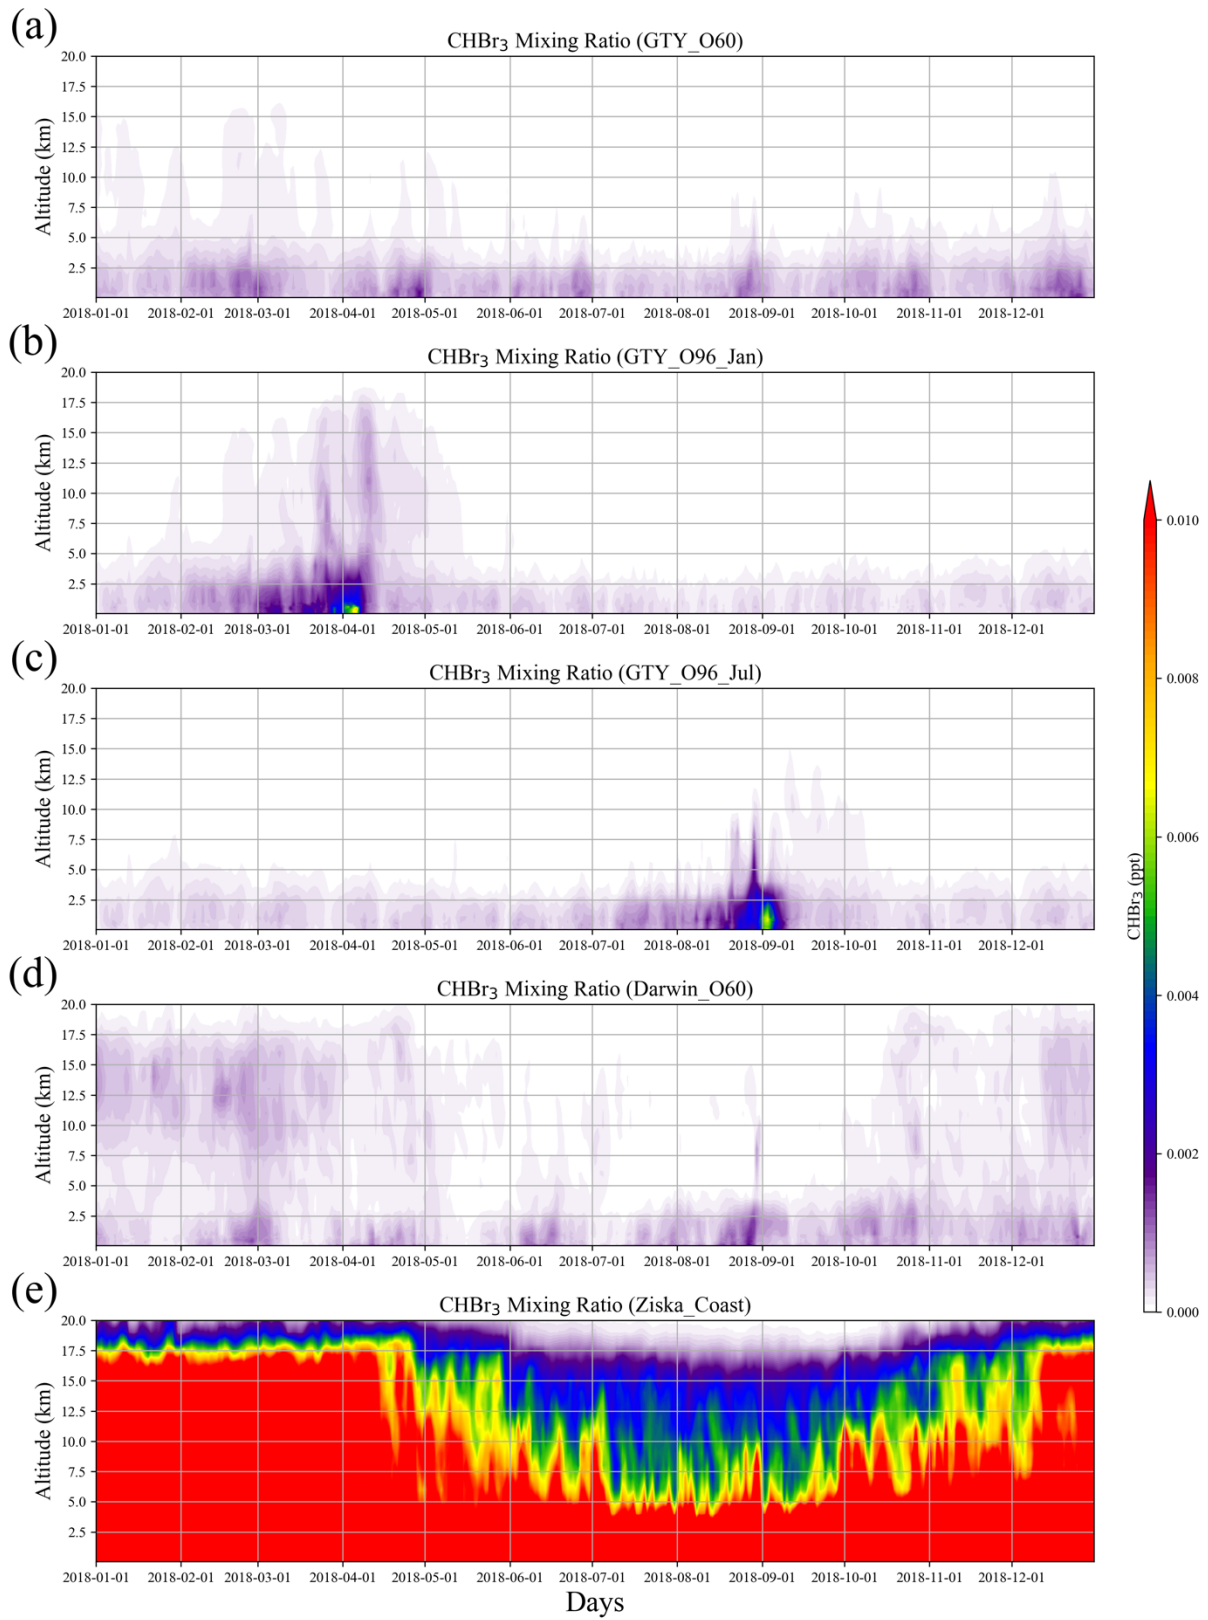 (a)
CHBr₃ Mixing Ratio (GTY_O60)
20.0
17.5
15.0
12.5
10.0
7.5
5.0
2.5
Altitude (km)
2018-01-01 2018-02-01 2018-03-01 2018-04-01 2018-05-01 2018-06-01 2018-07-01 2018-08-01 2018-09-01 2018-10-01 2018-11-01 2018-12-01
(b)
CHBr₃ Mixing Ratio (GTY_O96_Jan)
20.0
17.5
15.0
12.5
10.0
7.5
5.0
2.5
Altitude (km)
2018-01-01 2018-02-01 2018-03-01 2018-04-01 2018-05-01 2018-06-01 2018-07-01 2018-08-01 2018-09-01 2018-10-01 2018-11-01 2018-12-01
(c)
CHBr₃ Mixing Ratio (GTY_O96_Jul)
20.0
17.5
15.0
12.5
10.0
7.5
5.0
2.5
Altitude (km)
2018-01-01 2018-02-01 2018-03-01 2018-04-01 2018-05-01 2018-06-01 2018-07-01 2018-08-01 2018-09-01 2018-10-01 2018-11-01 2018-12-01
(d)
CHBr₃ Mixing Ratio (Darwin_O60)
20.0
17.5
15.0
12.5
10.0
7.5
5.0
2.5
Altitude (km)
2018-01-01 2018-02-01 2018-03-01 2018-04-01 2018-05-01 2018-06-01 2018-07-01 2018-08-01 2018-09-01 2018-10-01 2018-11-01 2018-12-01
(e)
CHBr₃ Mixing Ratio (Ziska_Coast)
20.0
17.5
15.0
12.5
10.0
7.5
5.0
2.5
Altitude (km)
2018-01-01 2018-02-01 2018-03-01 2018-04-01 2018-05-01 2018-06-01 2018-07-01 2018-08-01 2018-09-01 2018-10-01 2018-11-01 2018-12-01
Days
0.010
0.008
0.006
0.004
0.002
0.000
CHBr₃ (ppt)